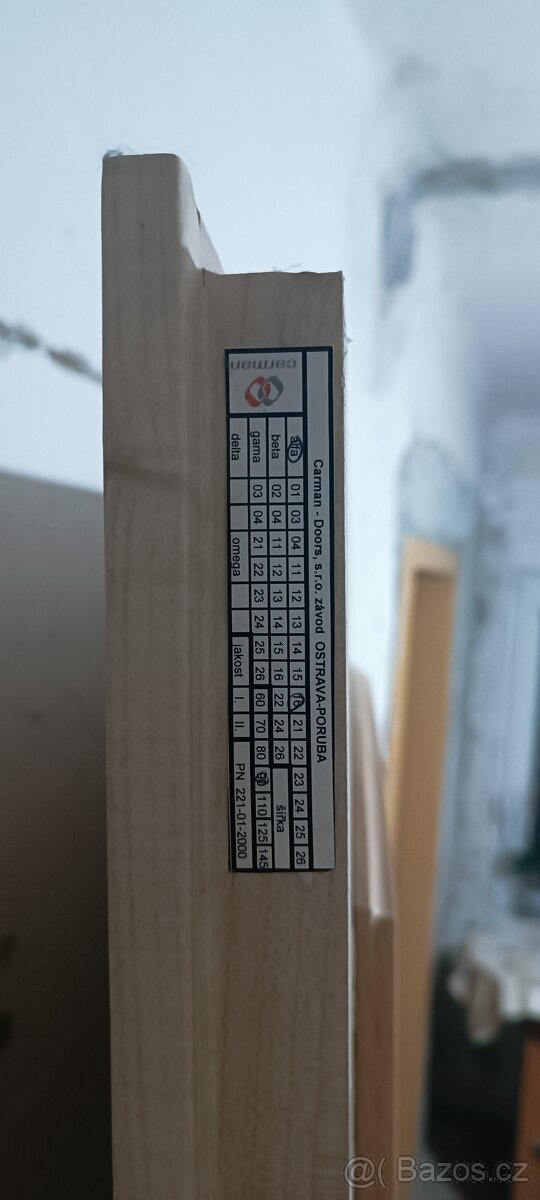 carman
Carman - Doors, s.r.o. závod OSTRAVA-PORUBA
alfa 01 03 04 11 12 13 14 15 16 21 22 23 24 25 26
beta 02 04 11 12 13 14 15 16 22 24 26 šířka
gama 03 04 21 22 23 24 25 26 60 70 80 90 110 125 145
delta omega jakost I. II. PN 221-01-2000
@( Bazoš.cz